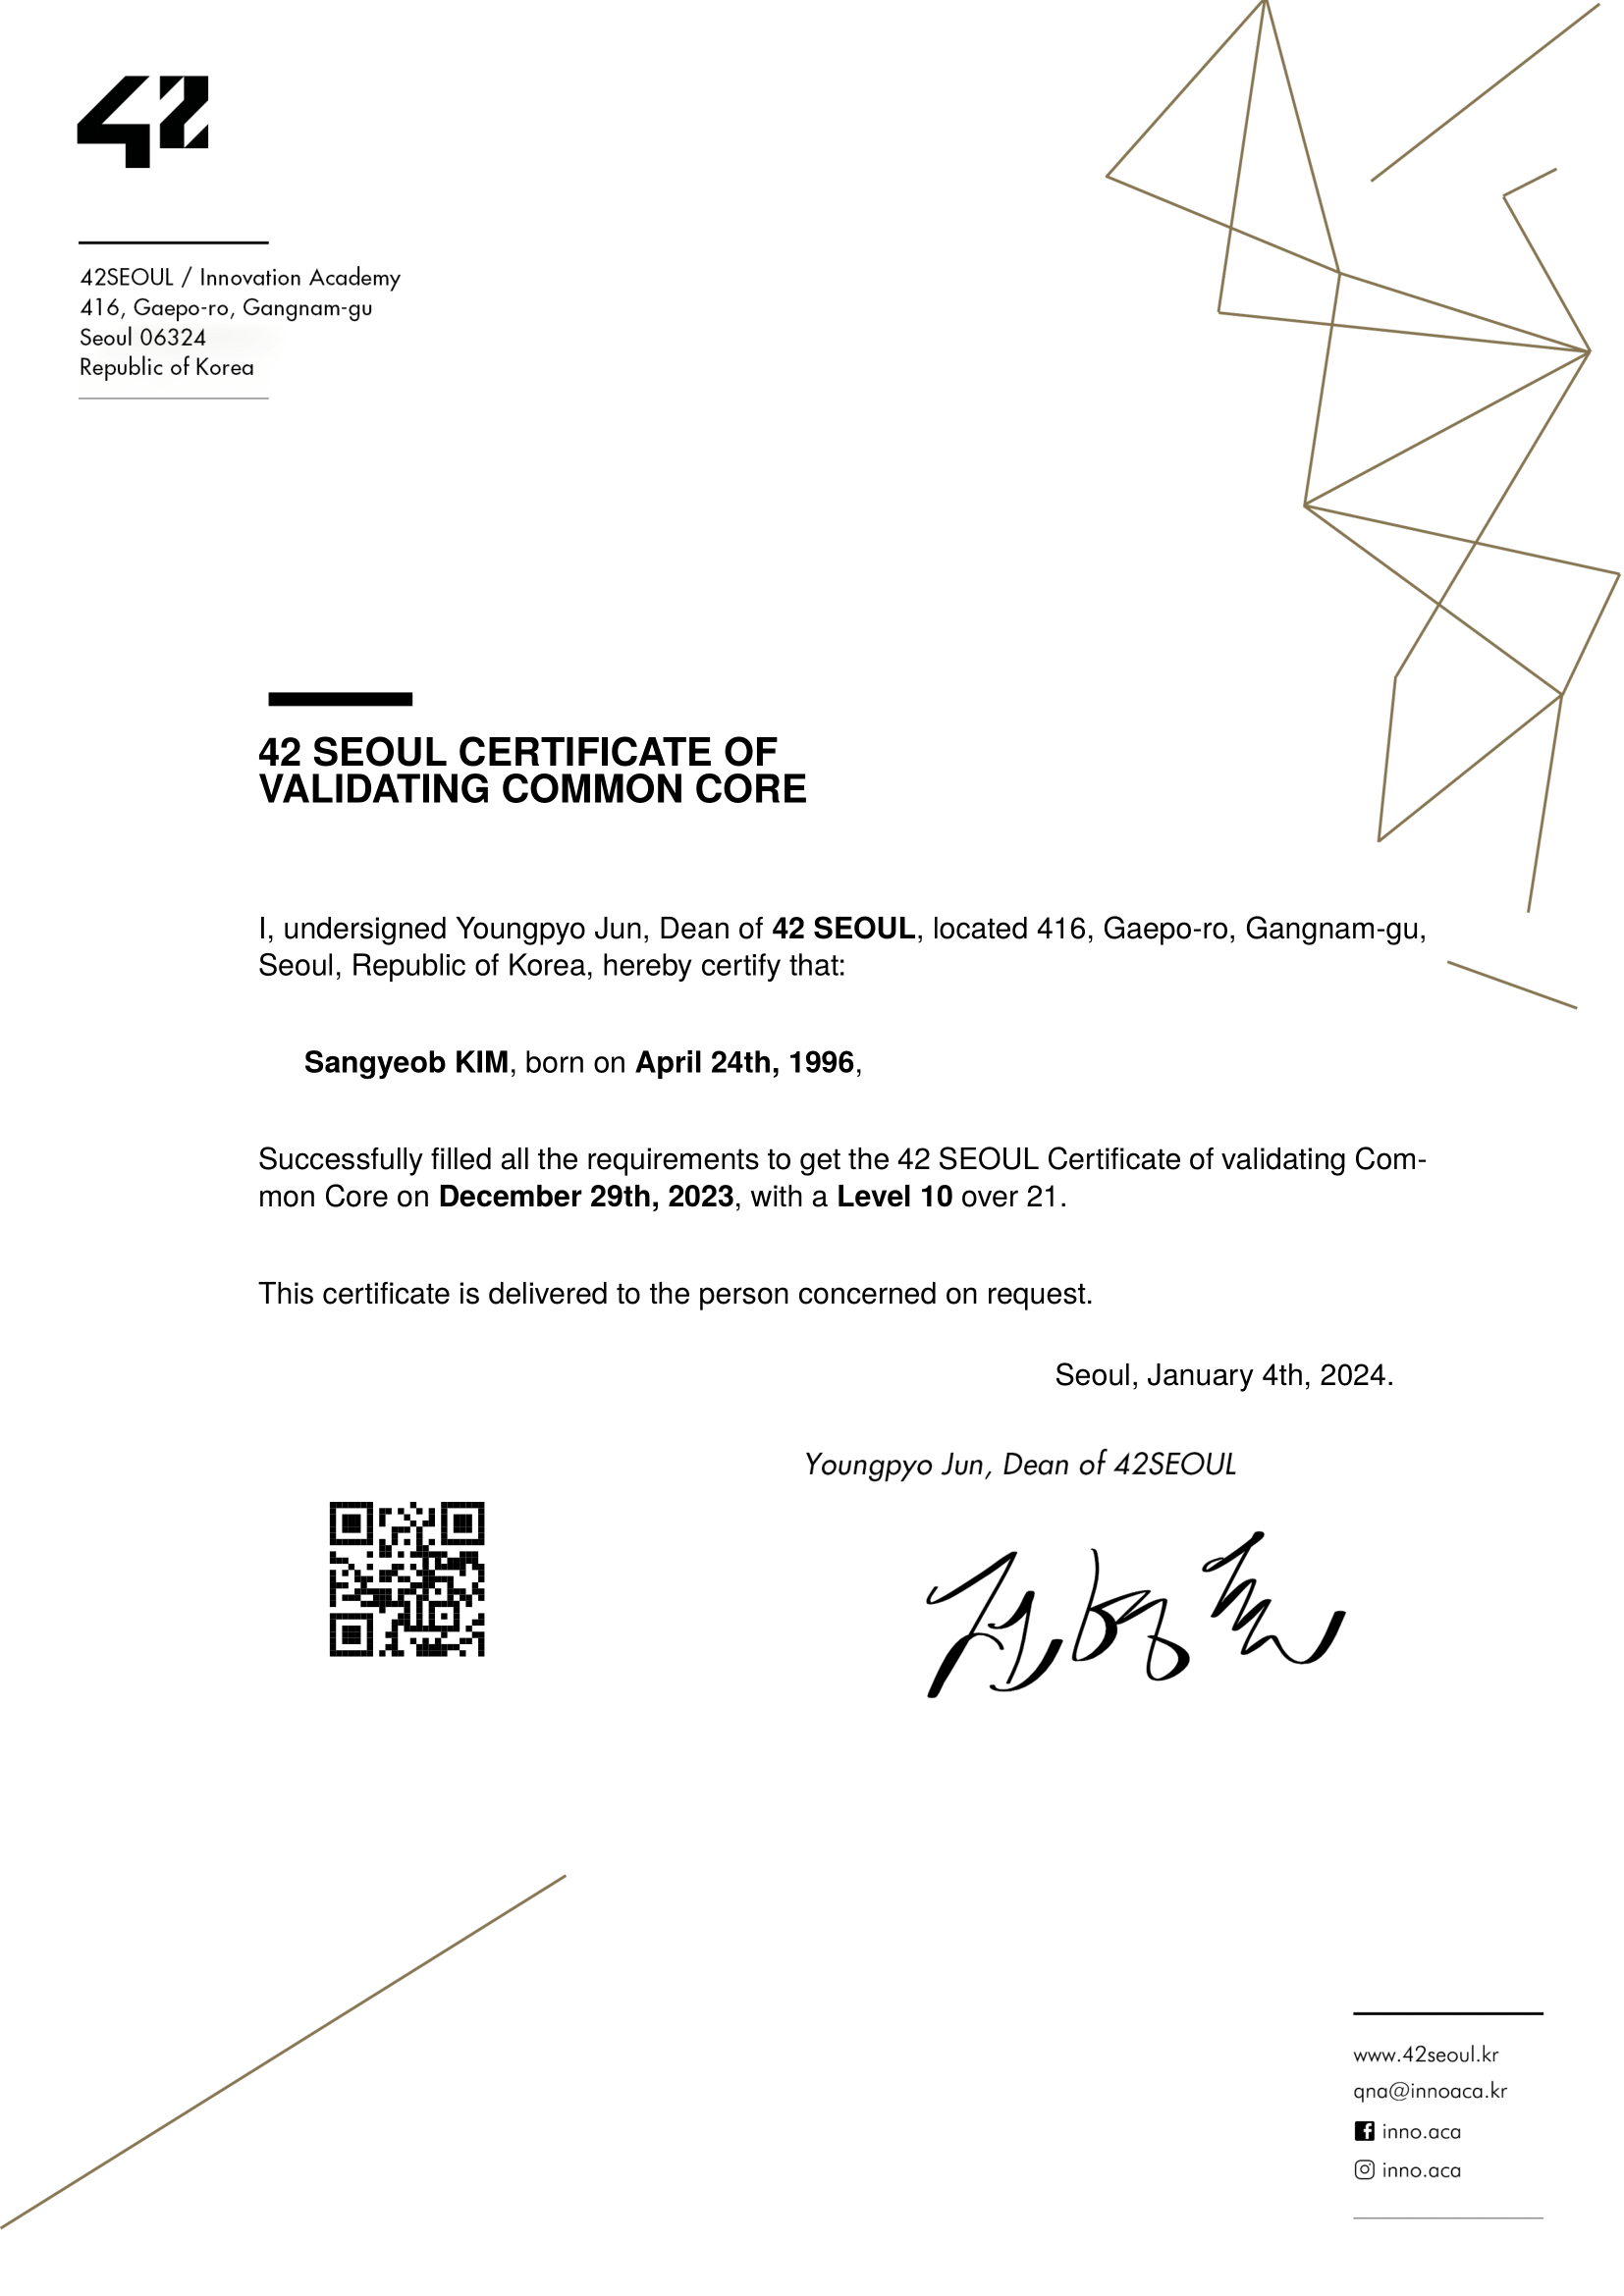 42
42SEOUL / Innovation Academy
416, Gaepo-ro, Gangnam-gu
Seoul 06324
Republic of Korea
42 SEOUL CERTIFICATE OF
VALIDATING COMMON CORE
I, undersigned Youngpyo Jun, Dean of 42 SEOUL, located 416, Gaepo-ro, Gangnam-gu,
Seoul, Republic of Korea, hereby certify that:
Sangyeob KIM, born on April 24th, 1996,
Successfully filled all the requirements to get the 42 SEOUL Certificate of validating Com-
mon Core on December 29th, 2023, with a Level 10 over 21.
This certificate is delivered to the person concerned on request.
Seoul, January 4th, 2024.
Youngpyo Jun, Dean of 42SEOUL
www.42seoul.kr
qna@innoaca.kr
inno.aca
inno.aca